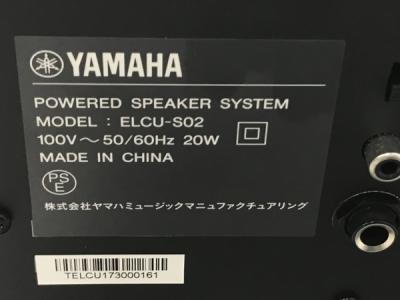 YAMAHA
POWERED SPEAKER SYSTEM
MODEL : ELCU-S02
100V ～ 50/60Hz 20W
MADE IN CHINA
PS
E
株式会社ヤマハミュージックマニュファクチュアリング
TELCU173000161